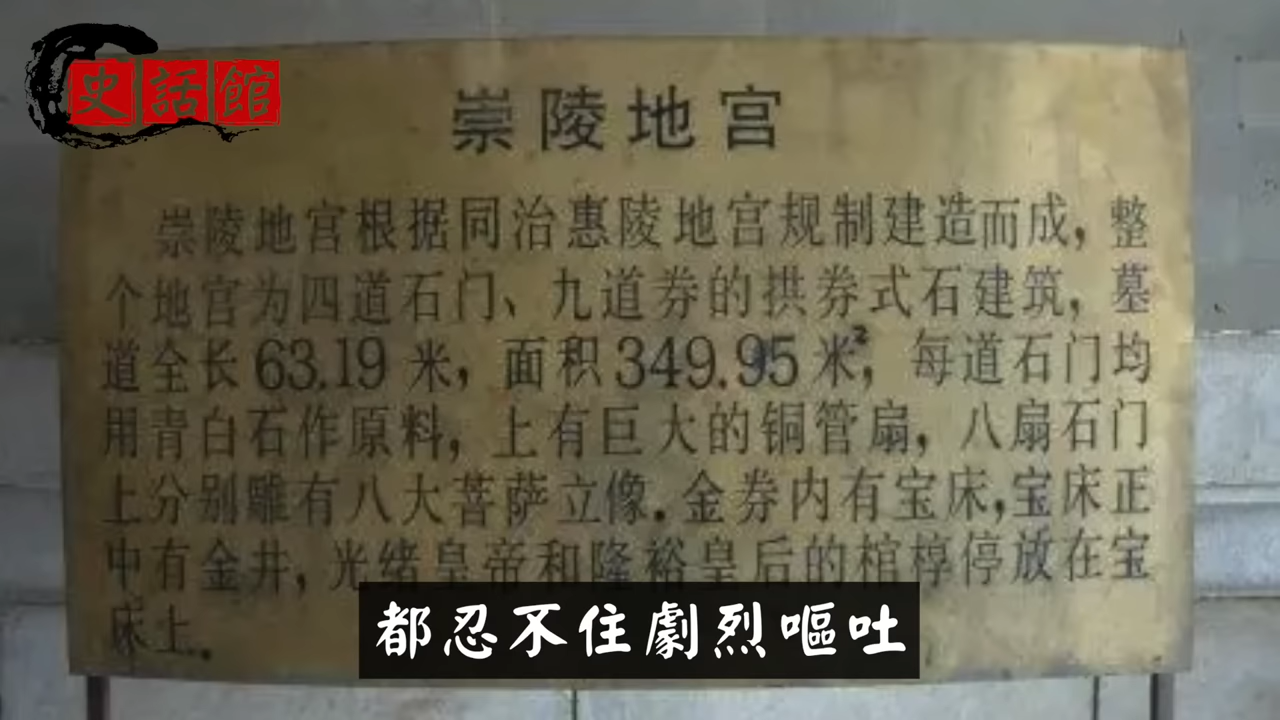 史話館
崇陵地宫
崇陵地宫根据同治惠陵地宫规制建造而成，整
个地宫为四道石门、九道券的拱券式石建筑，墓
道全长63.19米，面积349.95米²，每道石门均
用青白石作原料，上有巨大的铜管扇，八扇石门
上分别雕有八大菩萨立像.金券内有宝床，宝床正
中有金井，光绪皇帝和隆裕皇后的棺椁停放在宝
床上.
都忍不住劇烈嘔吐